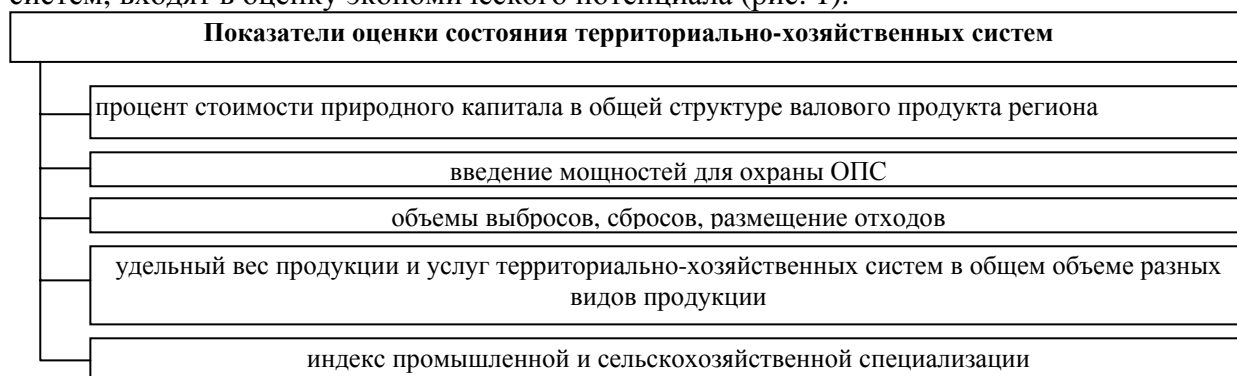 систем, входят в оценку экономического потенциала (рис. 1).
Показатели оценки состояния территориально-хозяйственных систем
процент стоимости природного капитала в общей структуре валового продукта региона
введение мощностей для охраны ОПС
объемы выбросов, сбросов, размещение отходов
удельный вес продукции и услуг территориально-хозяйственных систем в общем объеме разных
видов продукции
индекс промышленной и сельскохозяйственной специализации